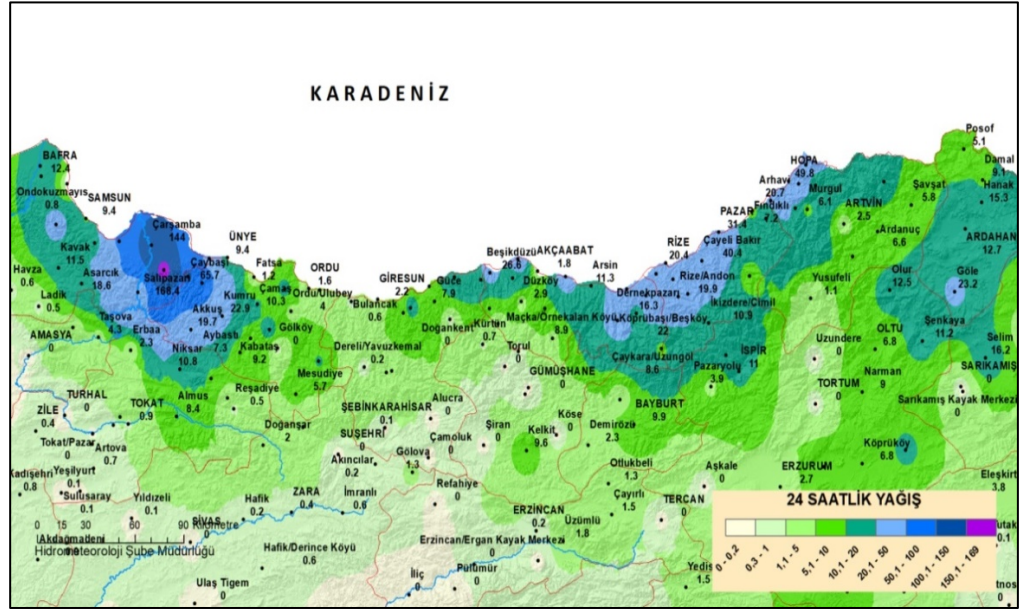 KARADENİZ
Posof
5.1
BAFRA
12.4
HOPA
49.8
Damal
9.1
Arhavi
20.7
Ondokuzmayıs
0.8
SAMSUN
9.4
Murgul
6.1
Şavşat
5.8
Hanak
15.3
Fındıklı
7.2
ARTVİN
2.5
PAZAR
31.4
Çarşamba
144
Ardanuç
6.6
ARDAHAN
12.7
Kavak
11.5
ÜNYE
9.4
Beşikdüzü
26.6
AKÇAABAT
1.8
RİZE
20.4
Çayeli Bakır
40.4
Havza
0.6
Asarcık
18.6
Salıpazarı
168.4
Çaybaşı
65.7
Fatsa
1.2
ORDU
1.6
GİRESUN
2.2
Güce
7.9
Düzköy
2.9
Arsin
11.3
Rize/Andon
19.9
Yusufeli
1.1
Olur
12.5
Göle
23.2
Ladik
0.5
Kumru
22.9
Çamaş
10.3
Ordu/Ulubey
4
Bulancak
0.6
Dernekpazarı
16.3
İkizdere/Cimil
10.9
Taşova
4.3
Akkuş
19.7
Maçka/Örnekalan Köyü
8.9
Köprübaşı/Beşköy
22
Şenkaya
11.2
AMASYA
0
Erbaa
2.3
Aybastı
7.3
Gölköy
Doğankent
0
Kürtün
0.7
Uzundere
0
OLTU
6.8
Selim
16.2
Niksar
10.8
Kabataş
9.2
Dereli/Yavuzkemal
0.2
Torul
0
Çaykara/Uzungöl
8.6
İSPİR
11
SARIKAMIŞ
0
Mesudiye
5.7
GÜMÜŞHANE
0
Pazaryolu
3.9
Narman
9
TURHAL
0
Almus
8.4
Reşadiye
0.5
TORTUM
0
Sarıkamış Kayak Merkezi
0
ZİLE
0.4
TOKAT
0.9
ŞEBİNKARAHİSAR
0.1
Alucra
0
BAYBURT
9.9
Köse
0
Tokat/Pazar
0
Artova
0.7
Doğanşar
2
SUŞEHRİ
0
Çamoluk
0
Şiran
0
Kelkit
9.6
Demirözü
2.3
Köprüköy
6.8
Kadışehri
0.8
Yeşilyurt
0.1
Akıncılar
0.2
Gölova
1.3
Otlukbeli
1.3
Aşkale
0
ERZURUM
2.7
Eleşkirt
3.8
Sulusaray
0.1
Yıldızeli
0.1
Hafik
0.2
ZARA
0.4
İmranlı
0.6
Refahiye
0
Çayırlı
1.5
TERCAN
0
24 SAATLİK YAĞIŞ
ERZİNCAN
0.2
Üzümlü
1.8
0 15 30 60 90 Kilometre
SİVAS
0
Akdağmadeni
Hidrometeoroloji Şube Müdürlüğü
Erzincan/Ergan Kayak Merkezi
0
Hafik/Derince Köyü
0.6
0.1
Ulaş Tigem
0
İliç
0
Pülümür
0
1.5
0 - 0,2
0,3 - 1
1,1 - 5
5,1 - 10
10,1 - 20
20,1 - 50
50,1 - 100
100,1 - 150
150,1 - 169